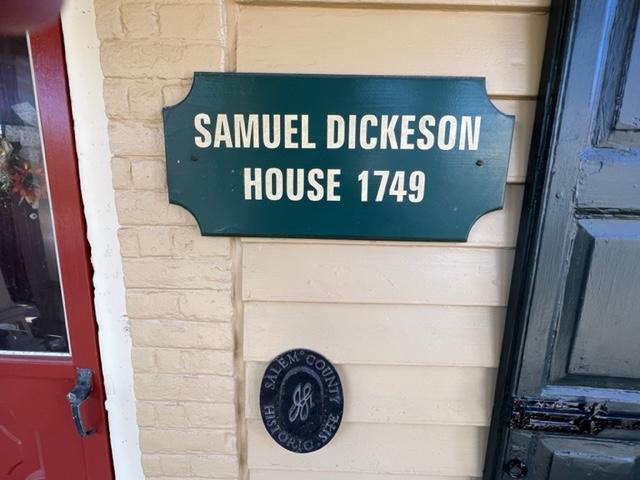 SAMUEL DICKESON
HOUSE 1749
SALEM COUNTY
HISTORIC SITE